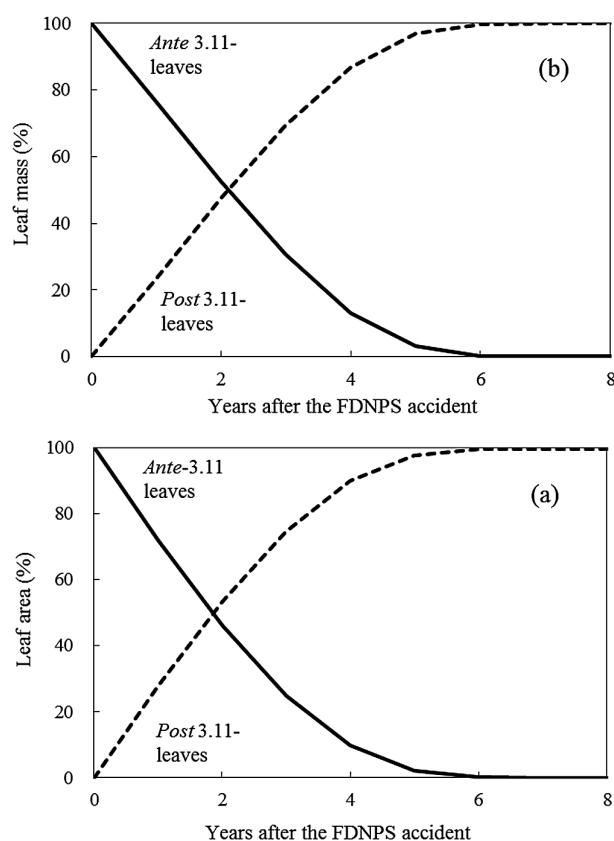 100
Ante 3.11-
leaves
(b)
80
60
Leaf mass (%)
40
20
Post 3.11-
leaves
0
0 2 4 6 8
Years after the FDNPS accident
100
Ante-3.11
leaves
(a)
80
60
Leaf area (%)
40
20
Post 3.11-
leaves
0
0 2 4 6 8
Years after the FDNPS accident